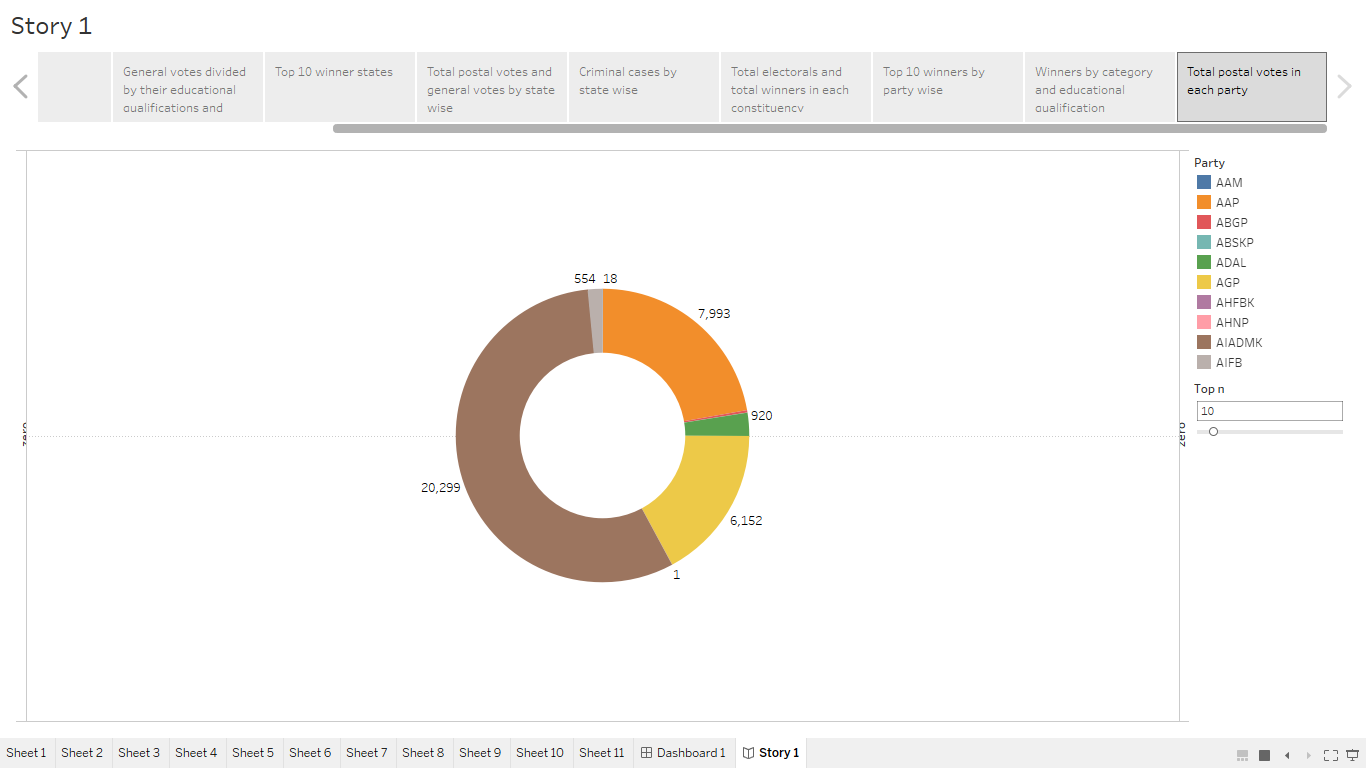 Story 1
General votes divided
by their educational
qualifications and
Top 10 winner states
Total postal votes and
general votes by state
wise
Criminal cases by
state wise
Total electorals and
total winners in each
constituency
Top 10 winners by
party wise
Winners by category
and educational
qualification
Total postal votes in
each party
Party
AAM
AAP
ABGP
ABSKP
ADAL
AGP
AHFBK
AHNP
AIADMK
AIFB
Top n
10
554
18
7,993
920
zero
zero
20,299
6,152
1
Sheet 1
Sheet 2
Sheet 3
Sheet 4
Sheet 5
Sheet 6
Sheet 7
Sheet 8
Sheet 9
Sheet 10
Sheet 11
Dashboard 1
Story 1